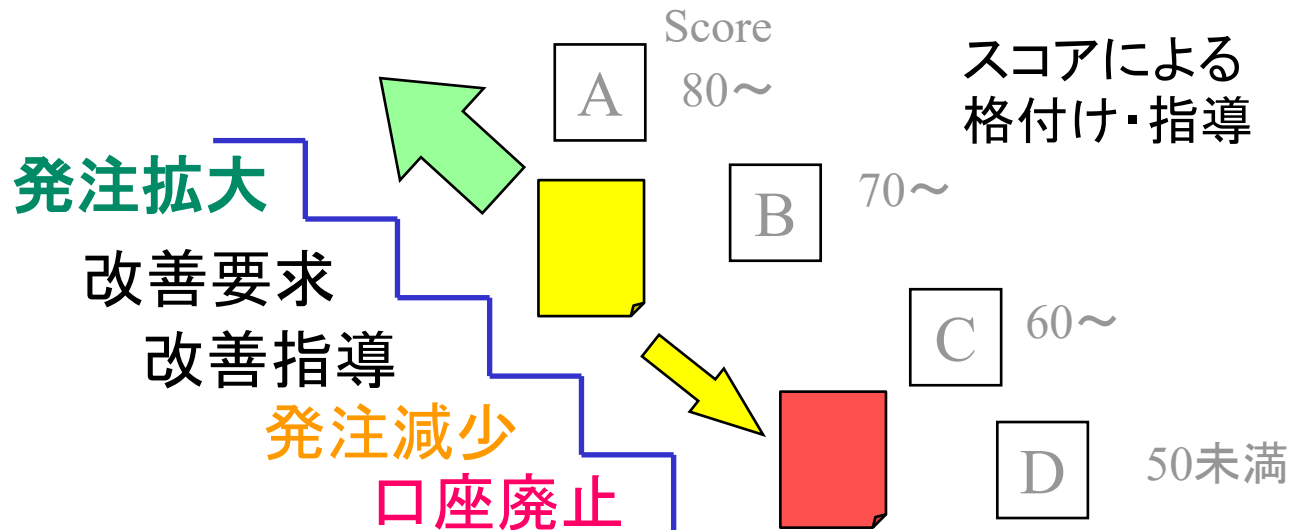 Score
A
80～
スコアによる
格付け・指導
B
70～
C
60～
D
50未満
発注拡大
改善要求
改善指導
発注減少
口座廃止